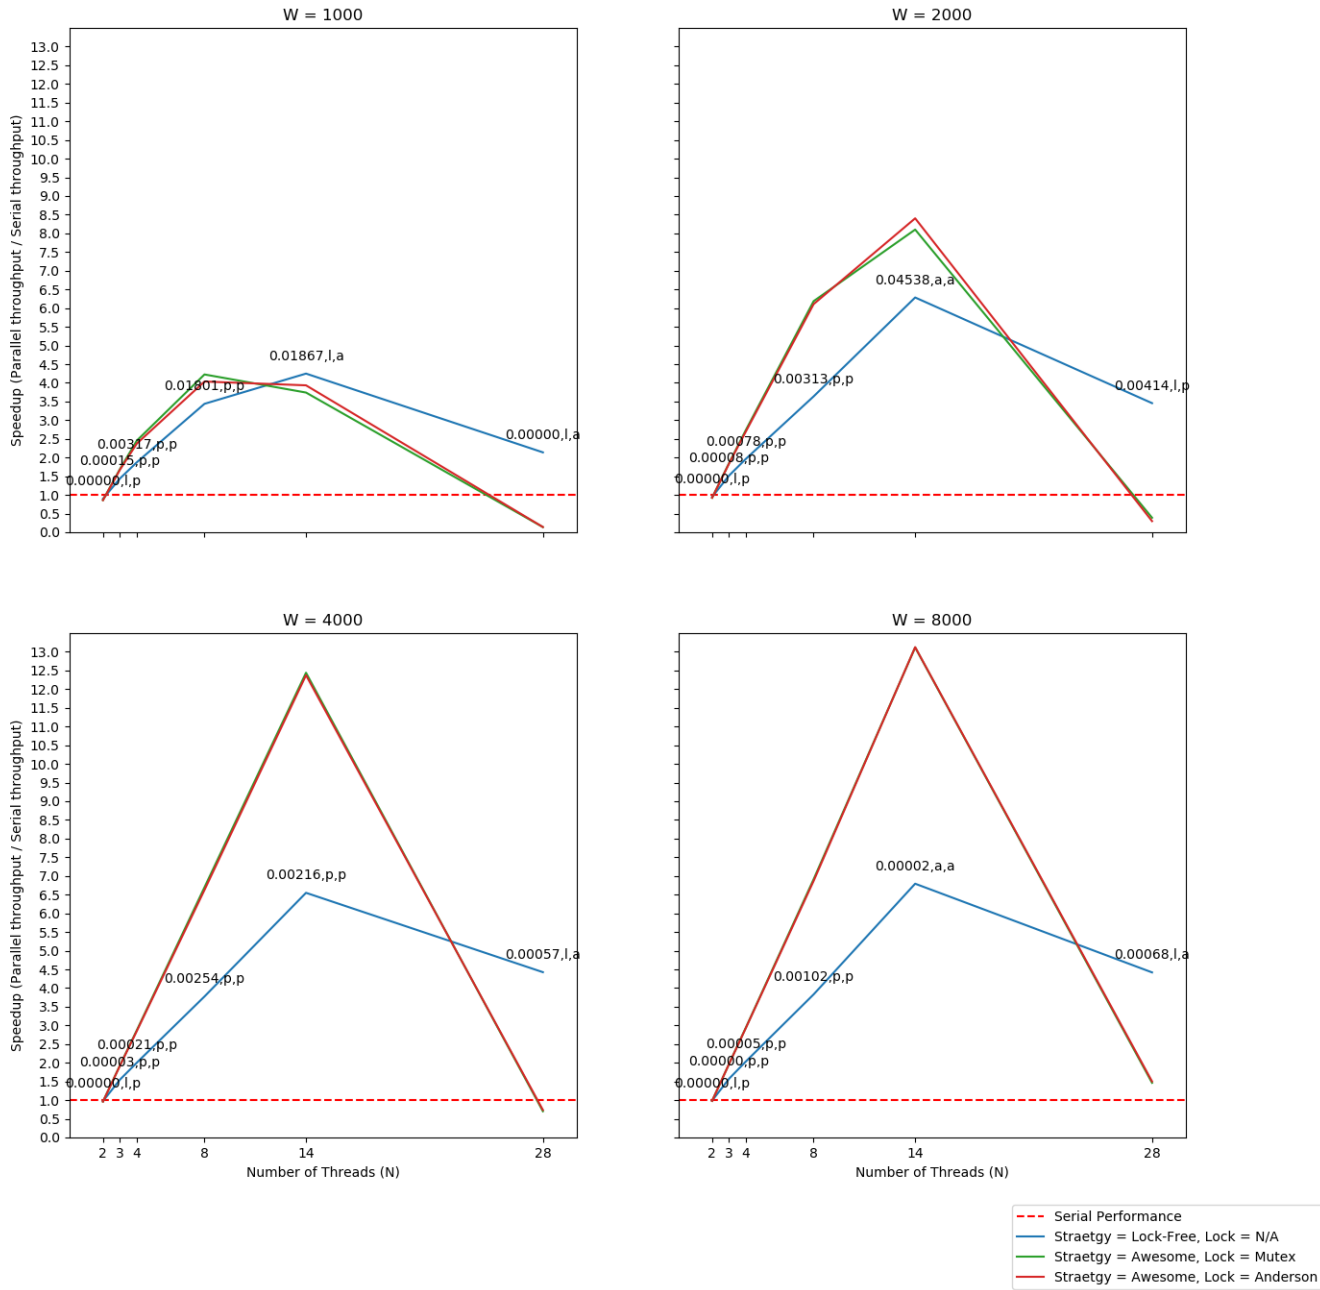 W = 1000
W = 2000
Speedup (Parallel throughput / Serial throughput)
13.0
12.5
12.0
11.5
11.0
10.5
10.0
9.5
9.0
8.5
8.0
7.5
7.0
6.5
6.0
5.5
5.0
4.5
4.0
3.5
3.0
2.5
2.0
1.5
1.0
0.5
0.0
0.01867,l,a
0.01801,p,p
0.00317,p,p
0.00015,p,p
0.00000,l,p
0.00000,l,a
0.04538,a,a
0.00313,p,p
0.00414,l,p
0.00078,p,p
0.00008,p,p
0.00000,l,p
W = 4000
W = 8000
Speedup (Parallel throughput / Serial throughput)
13.0
12.5
12.0
11.5
11.0
10.5
10.0
9.5
9.0
8.5
8.0
7.5
7.0
6.5
6.0
5.5
5.0
4.5
4.0
3.5
3.0
2.5
2.0
1.5
1.0
0.5
0.0
0.00216,p,p
0.00254,p,p
0.00057,l,a
0.00021,p,p
0.00003,p,p
0.00000,l,p
0.00002,a,a
0.00102,p,p
0.00068,l,a
0.00005,p,p
0.00000,p,p
0.00000,l,p
2 3 4 8 14 28
2 3 4 8 14 28
Number of Threads (N)
Number of Threads (N)
Serial Performance
Straetgy = Lock-Free, Lock = N/A
Straetgy = Awesome, Lock = Mutex
Straetgy = Awesome, Lock = Anderson